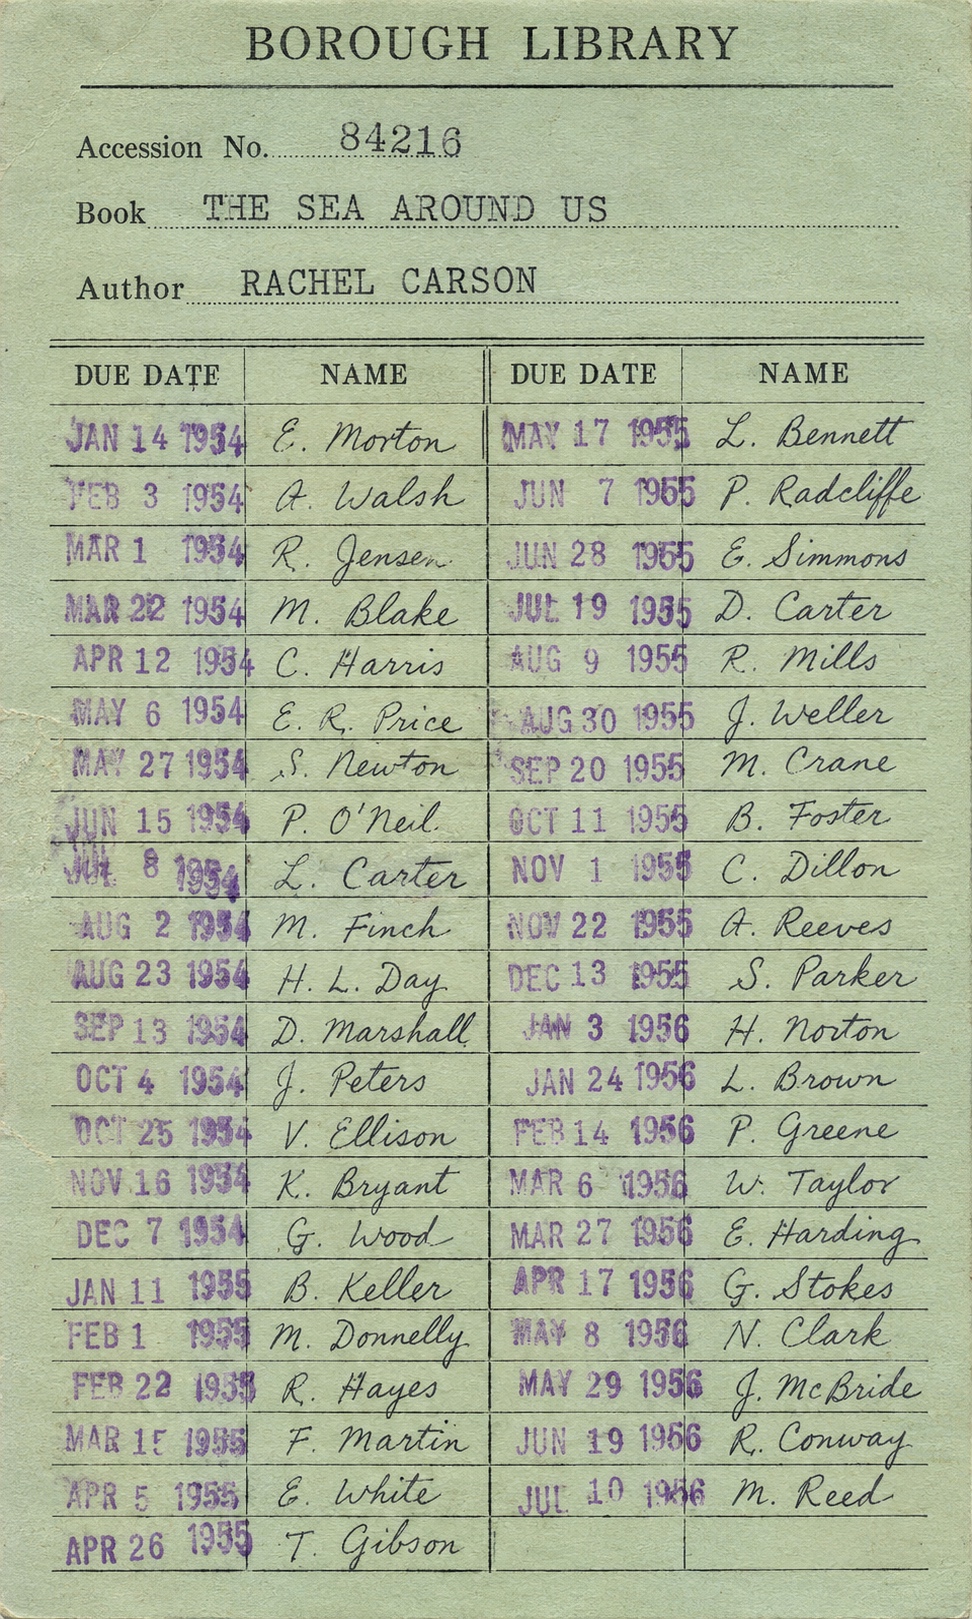 BOROUGH LIBRARY
Accession No. 84216
Book THE SEA AROUND US
Author RACHEL CARSON
DUE DATE NAME DUE DATE NAME
JAN 14 1954 E. Morton MAY 17 1955 L. Bennett
FEB 3 1954 A. Walsh JUN 7 1955 P. Radcliffe
MAR 1 1954 R. Jensen JUN 28 1955 E. Simmons
MAR 22 1954 M. Blake JUL 19 1955 D. Carter
APR 12 1954 C. Harris AUG 9 1955 R. Mills
MAY 6 1954 E. R. Price AUG 30 1955 J. Weller
MAY 27 1954 S. Newton SEP 20 1955 M. Crane
JUN 15 1954 P. O'Neil OCT 11 1955 B. Foster
JUL 8 1954 L. Carter NOV 1 1955 C. Dillon
AUG 2 1954 M. Finch NOV 22 1955 A. Reeves
AUG 23 1954 H. L. Day DEC 13 1955 S. Parker
SEP 13 1954 D. Marshall JAN 3 1956 H. Norton
OCT 4 1954 J. Peters JAN 24 1956 L. Brown
OCT 25 1954 V. Ellison FEB 14 1956 P. Greene
NOV 16 1954 K. Bryant MAR 6 1956 W. Taylor
DEC 7 1954 G. Wood MAR 27 1956 E. Harding
JAN 11 1955 B. Keller APR 17 1956 G. Stokes
FEB 1 1955 M. Donnelly MAY 8 1956 N. Clark
FEB 22 1955 R. Hayes MAY 29 1956 J. McBride
MAR 15 1955 F. Martin JUN 19 1956 R. Conway
APR 5 1955 E. White JUL 10 1956 M. Reed
APR 26 1955 T. Gibson